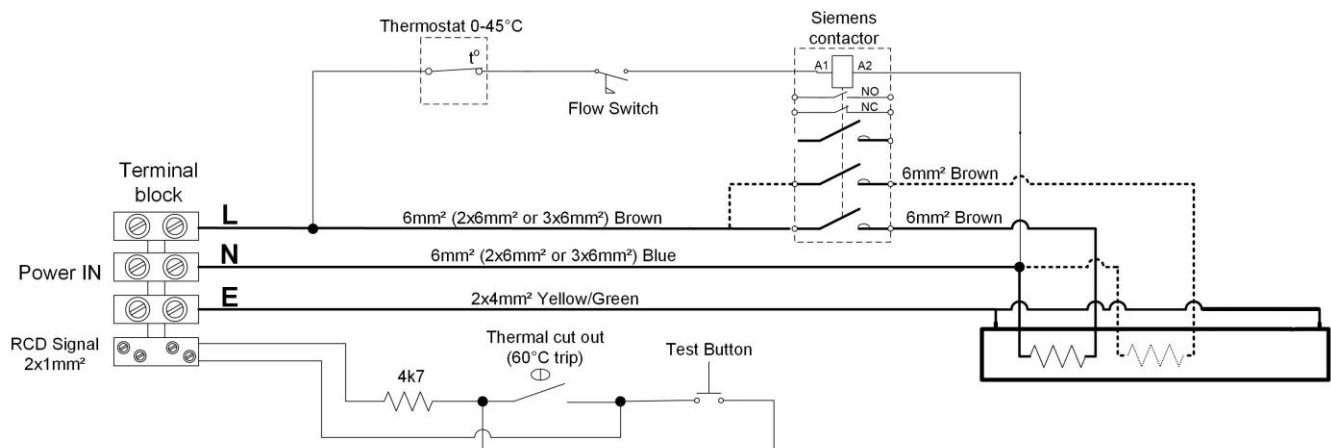 Thermostat 0-45°C
t°
Flow Switch
Siemens
contactor
A1
A2
NO
NC
6mm² Brown
6mm² Brown
Terminal
block
L
6mm² (2x6mm² or 3x6mm²) Brown
Power IN
N
6mm² (2x6mm² or 3x6mm²) Blue
E
2x4mm² Yellow/Green
RCD Signal
2x1mm²
4k7
Thermal cut out
(60°C trip)
Test Button